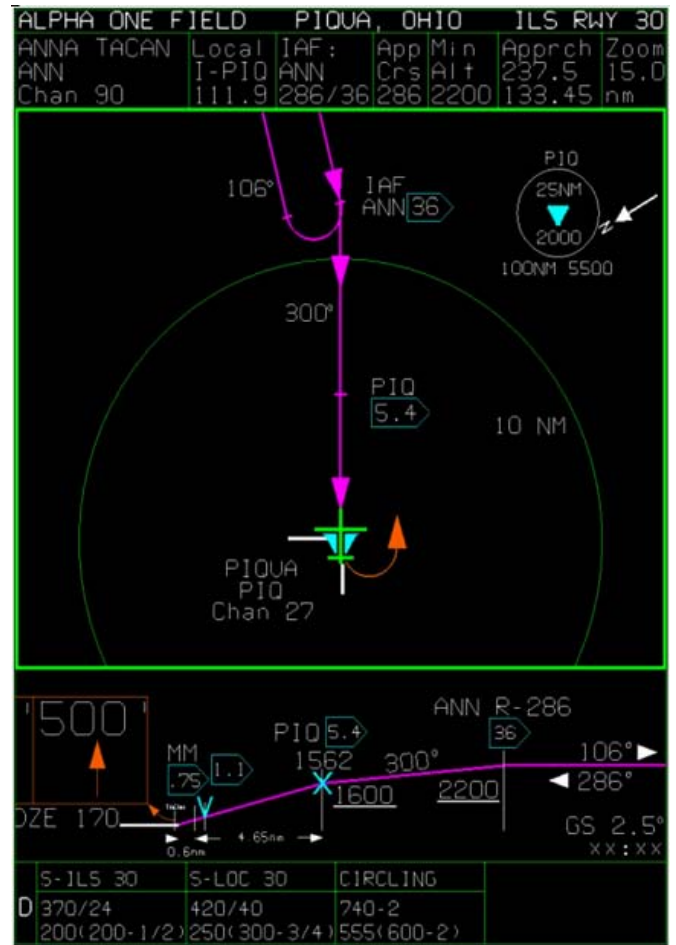 ALPHA ONE FIELD PIQUA, OHIO ILS RWY 30
ANNA TACAN Local IAF: App Min Apprch Zoom
ANN I-PIQ ANN Crs Alt 237.5 15.0
Chan 90 111.9 286/36 286 2200 133.45 nm
PIQ
25NM
2000
N
100NM 5500
106°
IAF
ANN 36
300°
PIQ
5.4
10 NM
PIQUA
PIQ
Chan 27
'500'
ANN R-286
36
PIQ 5.4
MM
.75 1.1
1562
300°
106°
286°
1600
2200
DZE 170
GS 2.5°
xx:xx
4.65nm
0.6nm
S-ILS 30 S-LOC 30 CIRCLING
D 370/24 420/40 740-2
200(200-1/2) 250(300-3/4) 555(600-2)